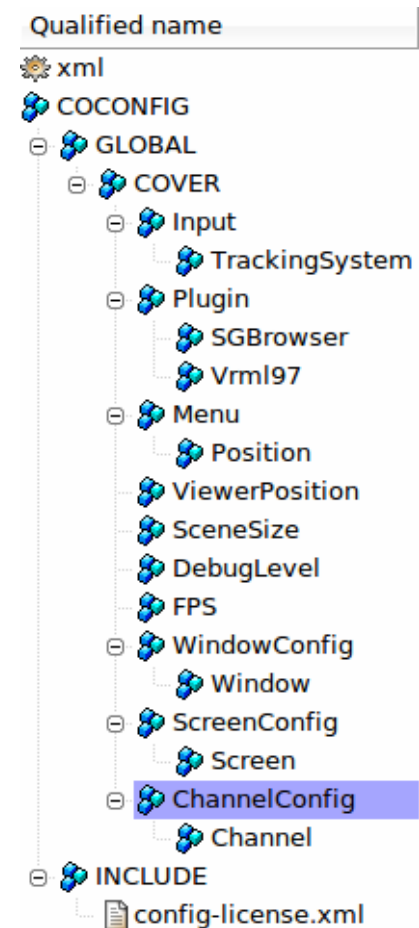 Qualified name
xml
COCONFIG
GLOBAL
COVER
Input
TrackingSystem
Plugin
SGBrowser
Vrml97
Menu
Position
ViewerPosition
SceneSize
DebugLevel
FPS
WindowConfig
Window
ScreenConfig
Screen
ChannelConfig
Channel
INCLUDE
config-license.xml